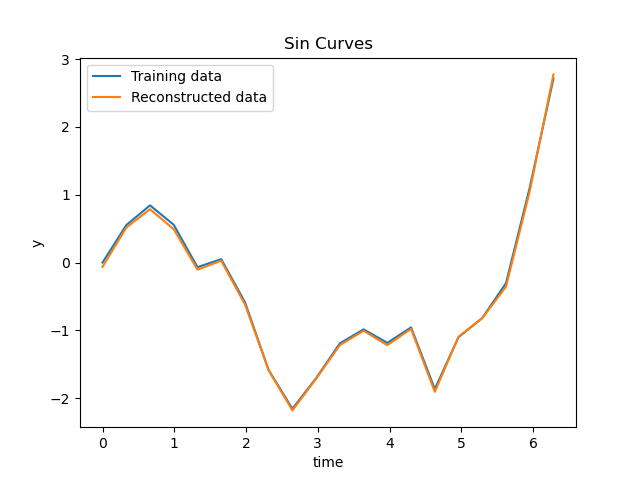 Sin Curves
Training data
Reconstructed data
3
2
1
0
−1
−2
y
0 1 2 3 4 5 6
time